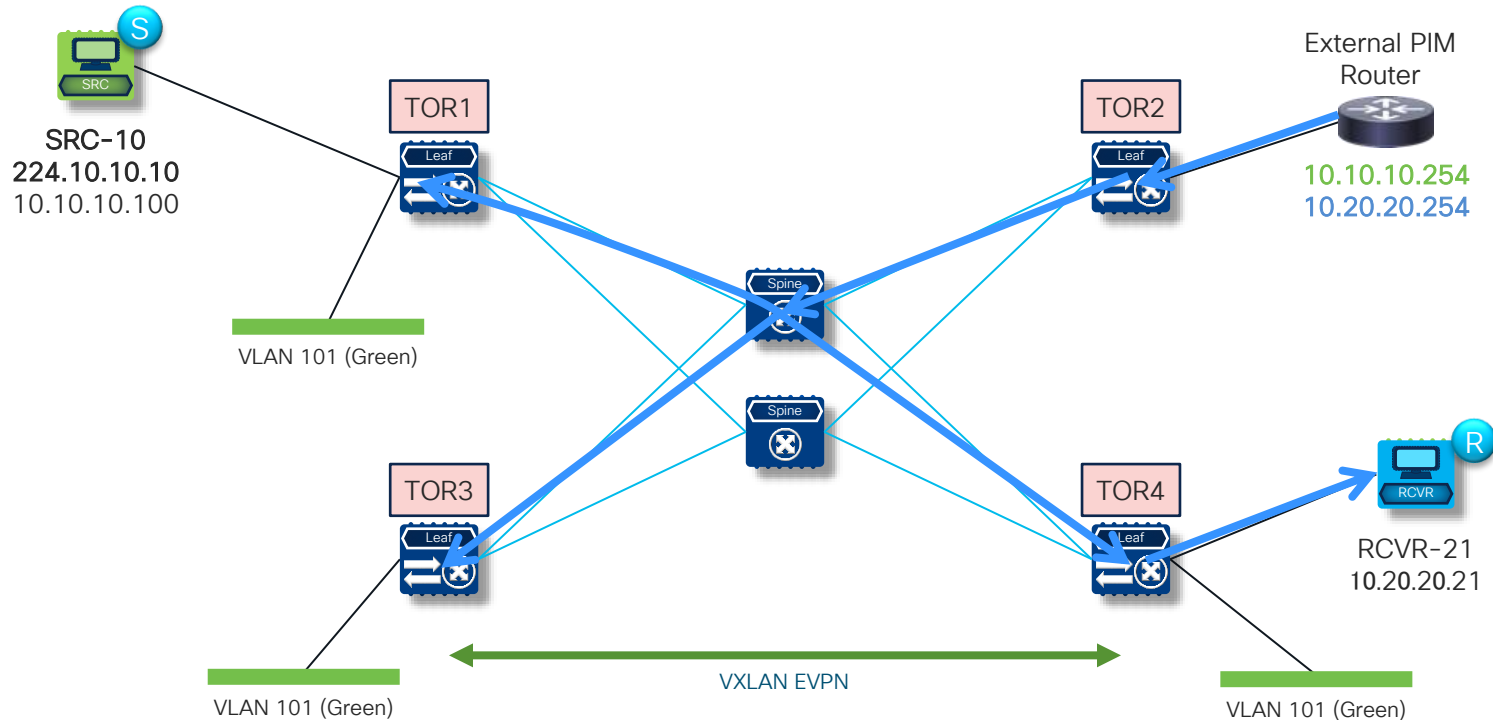 S
SRC
SRC-10
224.10.10.10
10.10.10.100
TOR1
Leaf
VLAN 101 (Green)
TOR2
Leaf
External PIM
Router
10.10.10.254
10.20.20.254
Spine
Spine
TOR3
Leaf
VLAN 101 (Green)
VXLAN EVPN
TOR4
Leaf
R
RCVR
RCVR-21
10.20.20.21
VLAN 101 (Green)